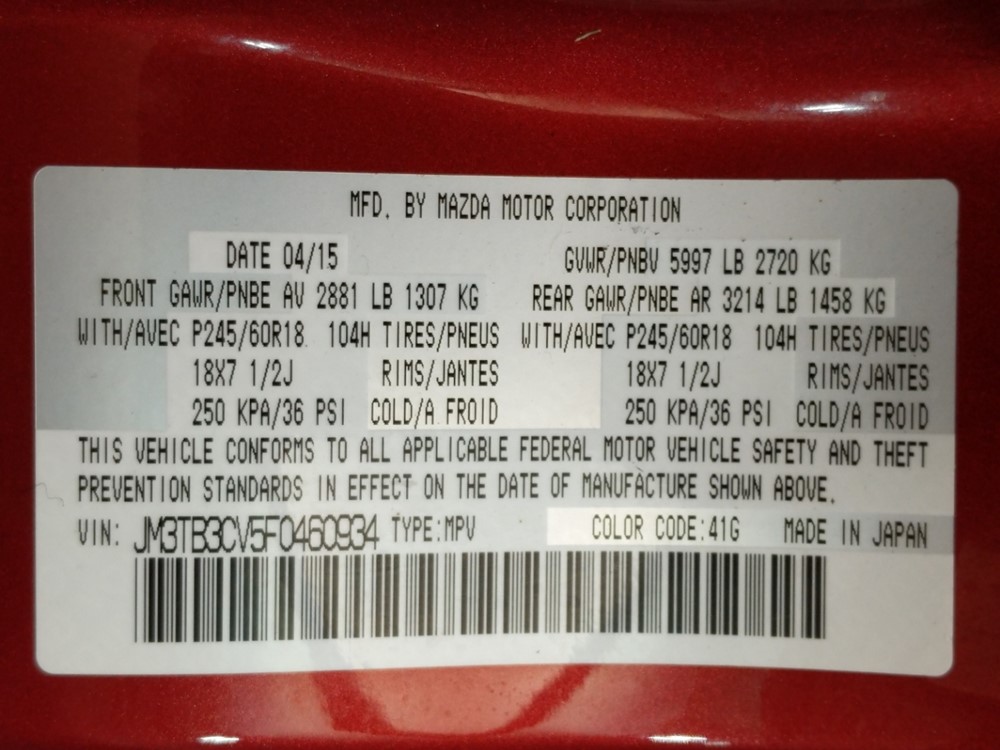 MFD. BY MAZDA MOTOR CORPORATION
DATE 04/15 GVWR/PNBV 5997 LB 2720 KG
FRONT GAWR/PNBE AV 2881 LB 1307 KG REAR GAWR/PNBE AR 3214 LB 1458 KG
WITH/AVEC P245/60R18 104H TIRES/PNEUS WITH/AVEC P245/60R18 104H TIRES/PNEUS
18X7 1/2J RIMS/JANTES 18X7 1/2J RIMS/JANTES
250 KPA/36 PSI COLD/A FROID 250 KPA/36 PSI COLD/A FROID
THIS VEHICLE CONFORMS TO ALL APPLICABLE FEDERAL MOTOR VEHICLE SAFETY AND THEFT
PREVENTION STANDARDS IN EFFECT ON THE DATE OF MANUFACTURE SHOWN ABOVE.
VIN: JM3TB3CV5F0460934 TYPE:MPV COLOR CODE:41G MADE IN JAPAN